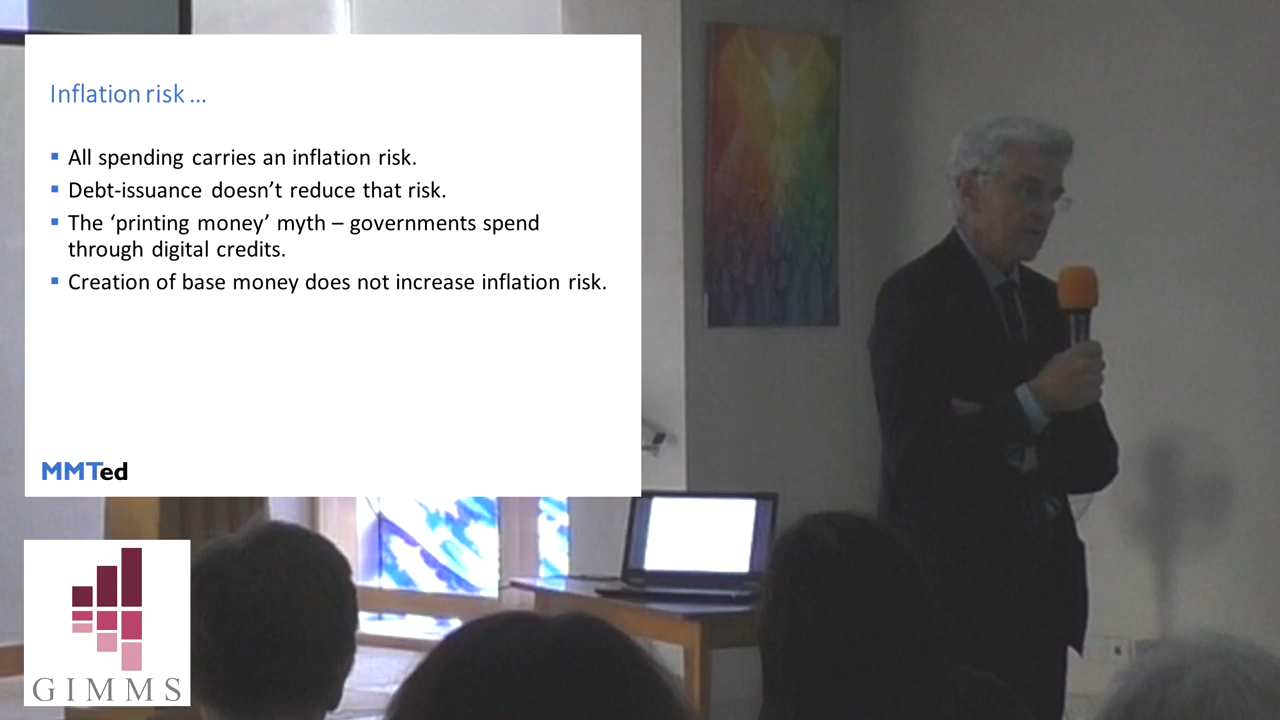 Inflation risk ...
▪ All spending carries an inflation risk.
▪ Debt-issuance doesn’t reduce that risk.
▪ The ‘printing money’ myth – governments spend
through digital credits.
▪ Creation of base money does not increase inflation risk.
MMTed
GIMMS